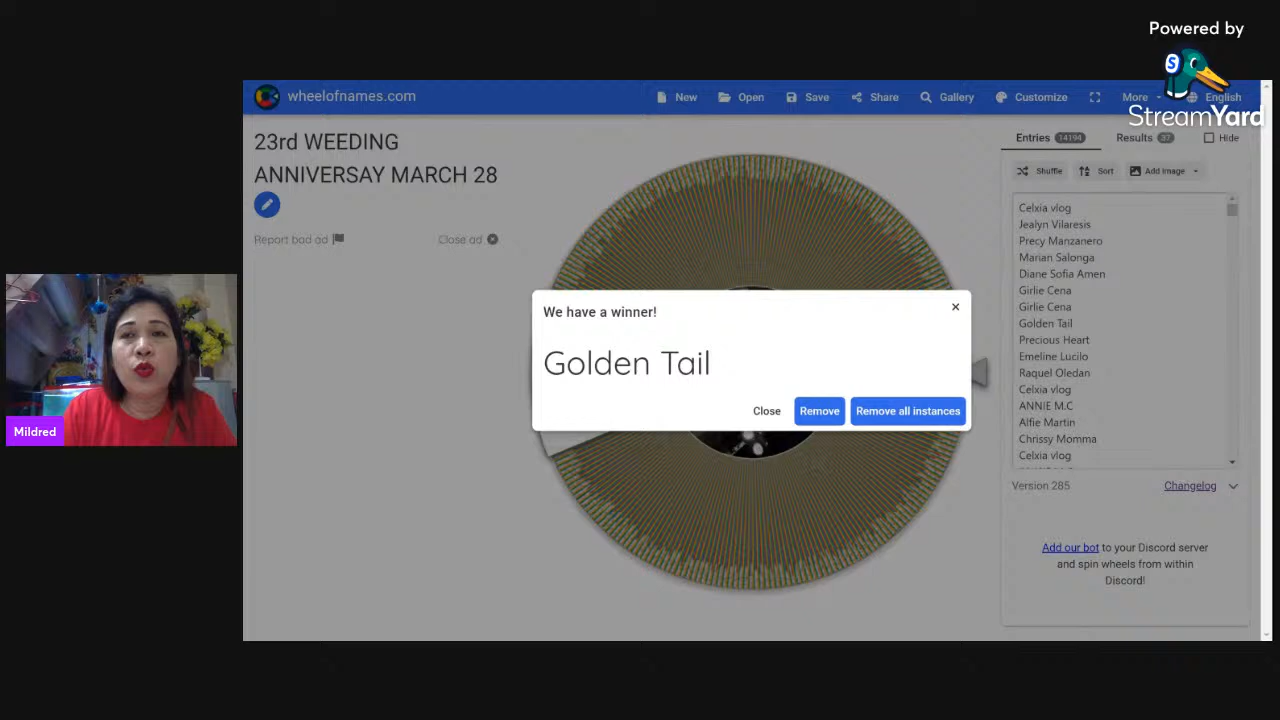 Powered by
StreamYard
wheelofnames.com
New
Open
Save
Share
Gallery
Customize
More
English
23rd WEEDING
ANNIVERSAY MARCH 28
Report bad ad
Close ad
Entries 14194
Results 37
Hide
Shuffle
Sort
Add Image
Celxia vlog
Jealyn Vilaresis
Precy Manzanero
Marian Salonga
Diane Sofia Amen
Girlie Cena
Girlie Cena
Golden Tail
Precious Heart
Emeline Lucilo
Raquel Oledan
Celxia vlog
ANNIE M.C
Alfie Martin
Chrissy Momma
Celxia vlog
We have a winner!
Golden Tail
Close
Remove
Remove all instances
Mildred
Version 285
Changelog
Add our bot to your Discord server
and spin wheels from within
Discord!